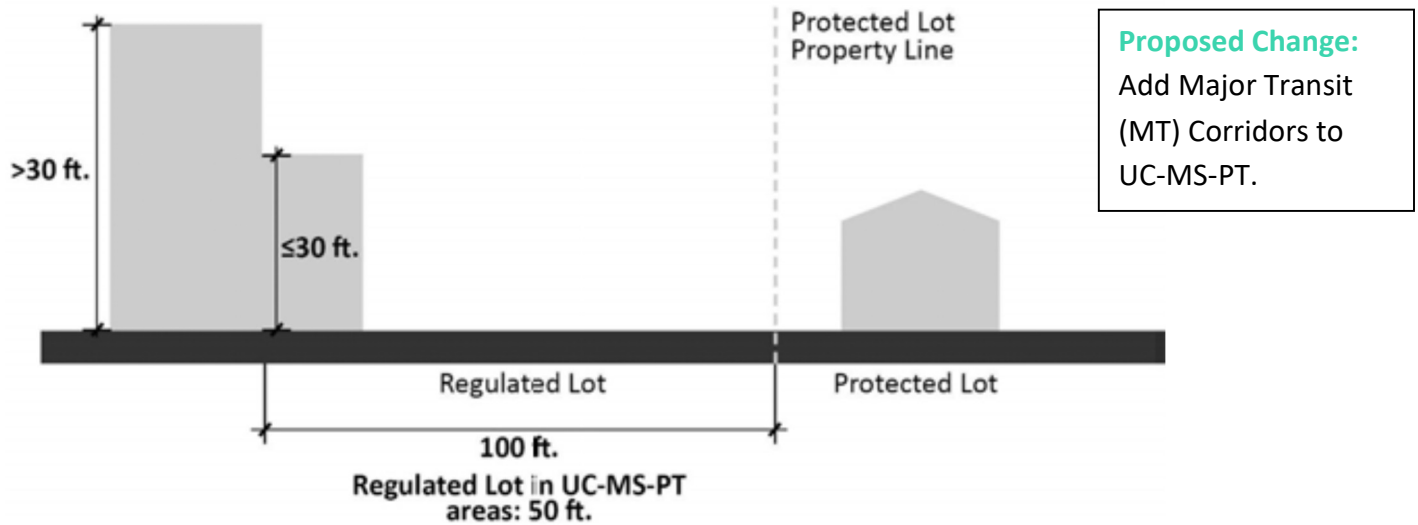 Protected Lot
Property Line
Proposed Change:
Add Major Transit
(MT) Corridors to
UC-MS-PT.
>30 ft.
≤30 ft.
Regulated Lot
Protected Lot
100 ft.
Regulated Lot in UC-MS-PT
areas: 50 ft.